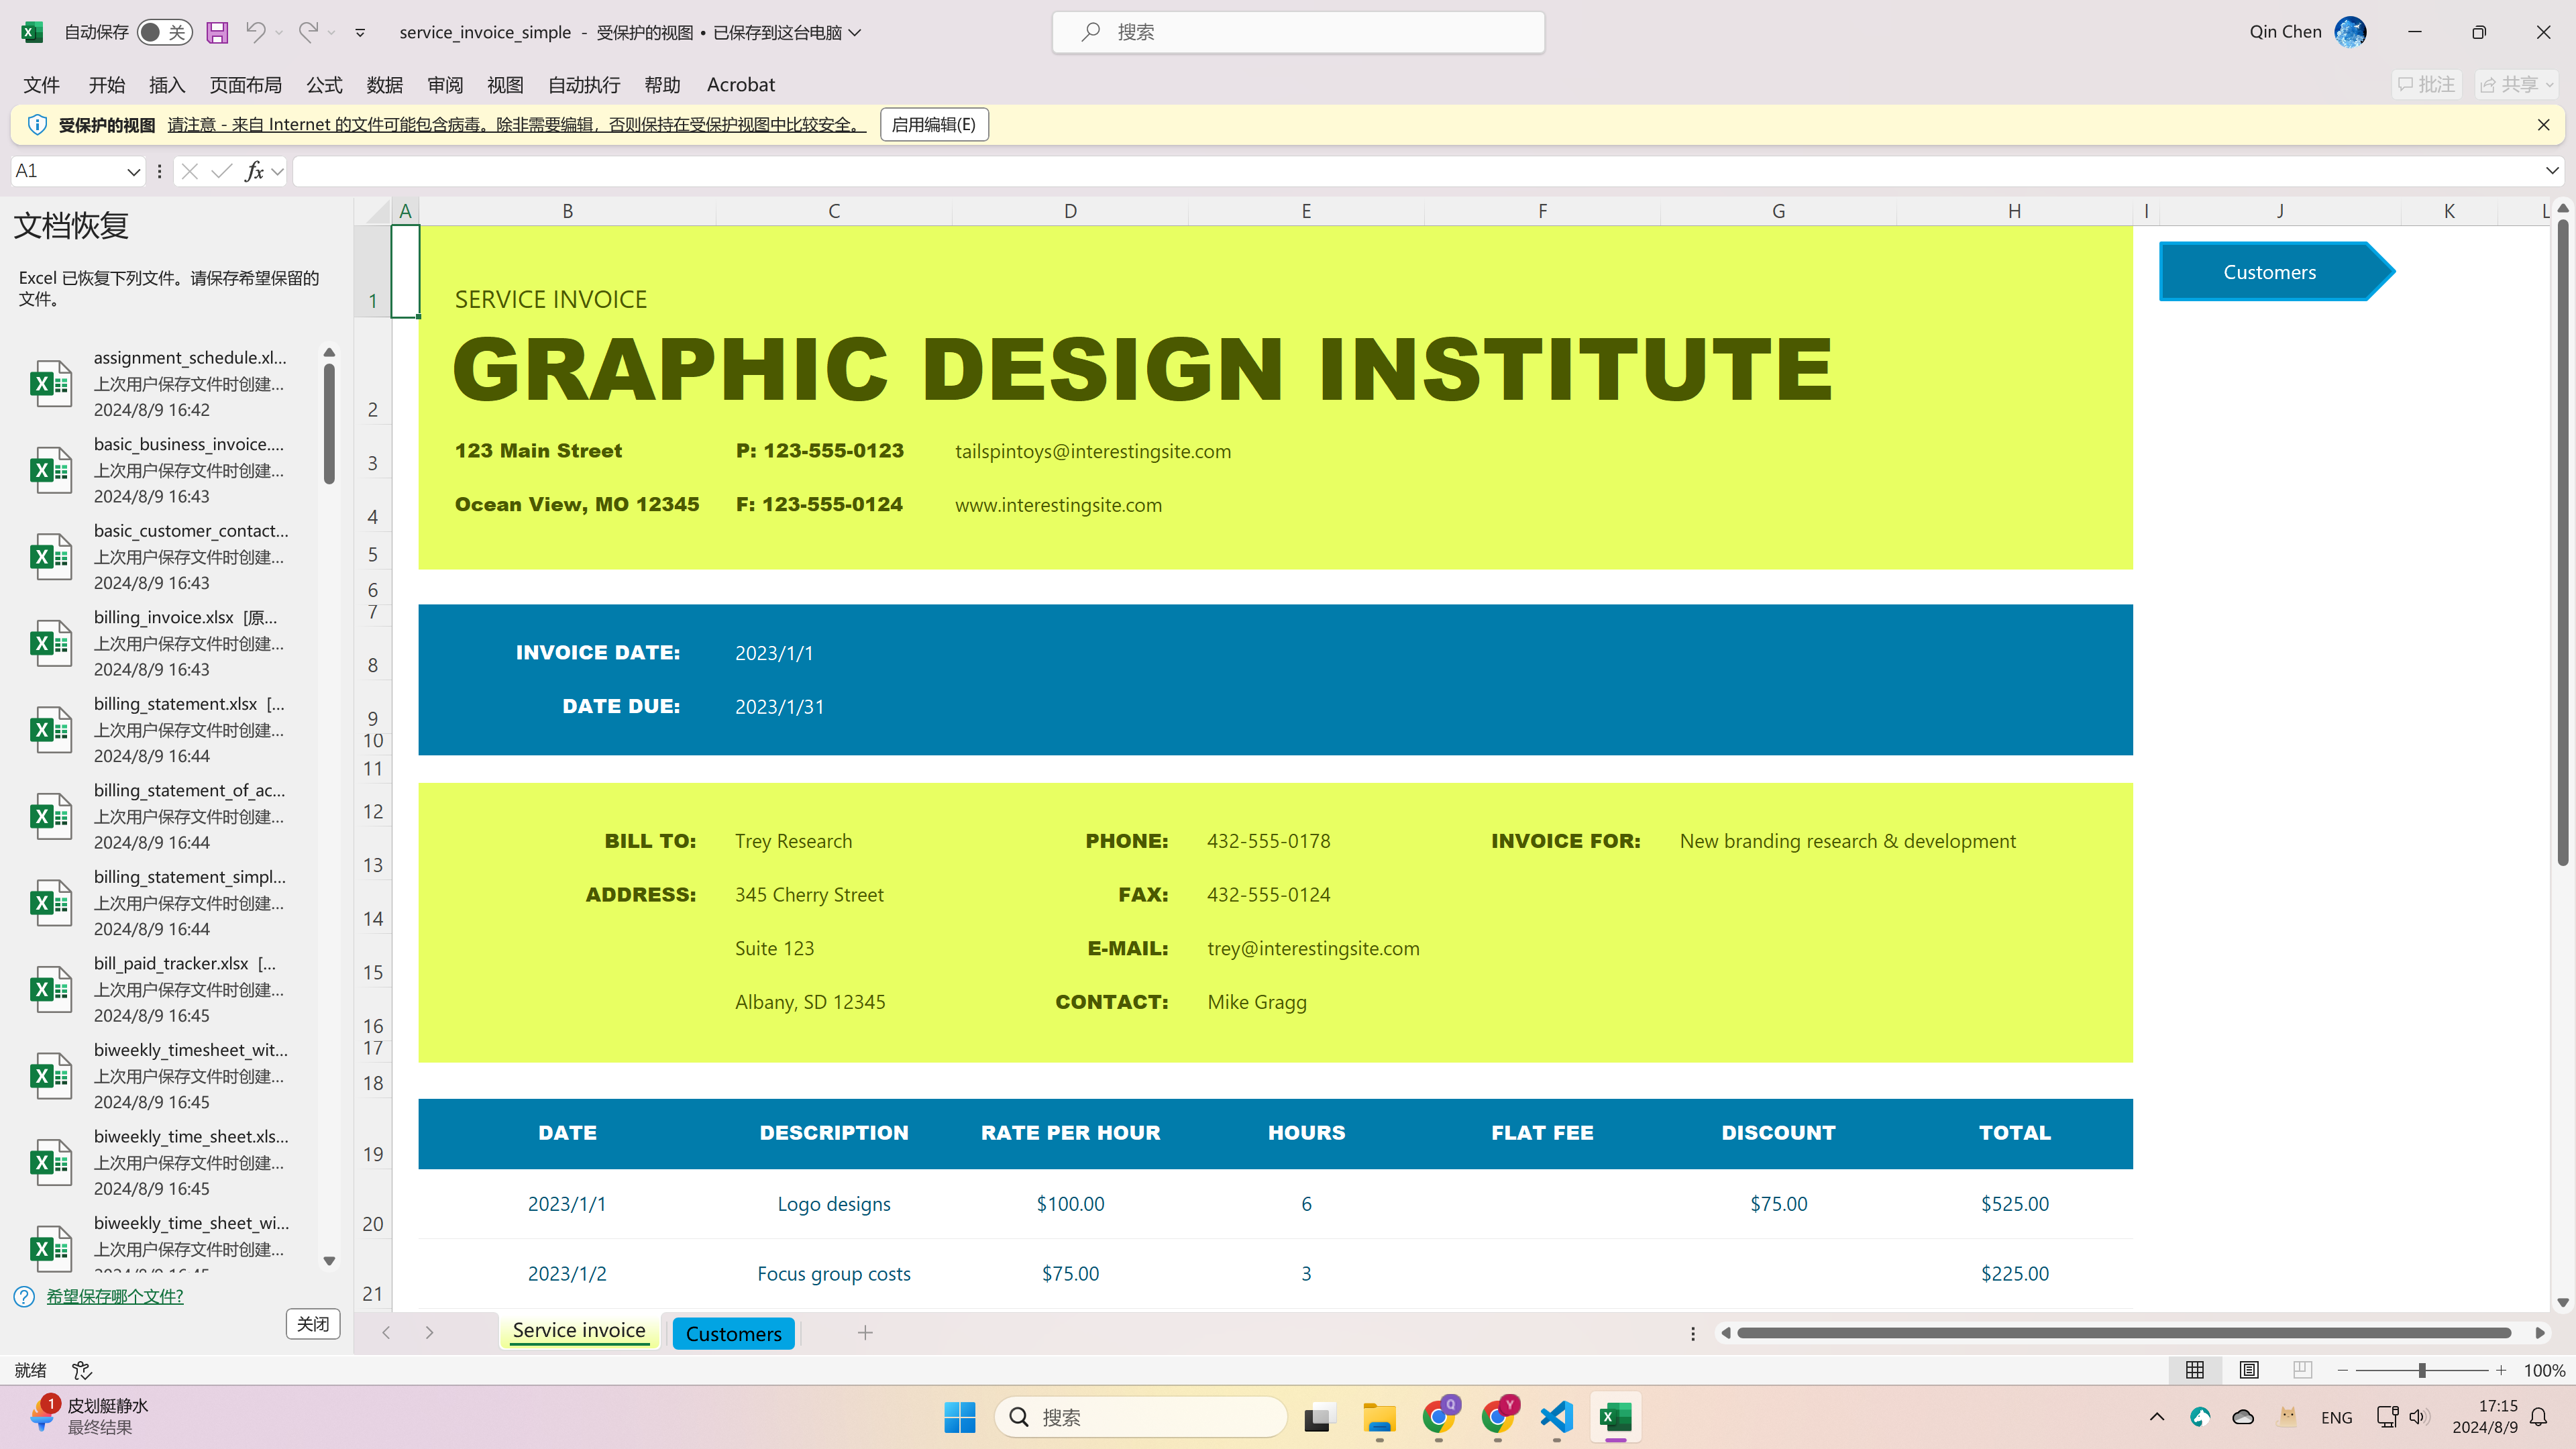 自动保存 关 service_invoice_simple - 受保护的视图 • 已保存到这台电脑 搜索 Qin Chen
文件 开始 插入 页面布局 公式 数据 审阅 视图 自动执行 帮助 Acrobat 批注 共享
受保护的视图 请注意 - 来自 Internet 的文件可能包含病毒。除非需要编辑，否则保持在受保护视图中比较安全。 启用编辑(E)
A1 fx
文档恢复
Excel 已恢复下列文件。请保存希望保留的
文件。
assignment_schedule.xl...
上次用户保存文件时创建...
2024/8/9 16:42
basic_business_invoice....
上次用户保存文件时创建...
2024/8/9 16:43
basic_customer_contact...
上次用户保存文件时创建...
2024/8/9 16:43
billing_invoice.xlsx [原...
上次用户保存文件时创建...
2024/8/9 16:43
billing_statement.xlsx [...
上次用户保存文件时创建...
2024/8/9 16:44
billing_statement_of_ac...
上次用户保存文件时创建...
2024/8/9 16:44
billing_statement_simpl...
上次用户保存文件时创建...
2024/8/9 16:44
bill_paid_tracker.xlsx [...
上次用户保存文件时创建...
2024/8/9 16:45
biweekly_timesheet_wit...
上次用户保存文件时创建...
2024/8/9 16:45
biweekly_time_sheet.xls...
上次用户保存文件时创建...
2024/8/9 16:45
biweekly_time_sheet_wi...
上次用户保存文件时创建...
希望保存哪个文件?
关闭
A B C D E F G H I J K L
1 SERVICE INVOICE Customers
2 GRAPHIC DESIGN INSTITUTE
3 123 Main Street P: 123-555-0123 tailspintoys@interestingsite.com
4 Ocean View, MO 12345 F: 123-555-0124 www.interestingsite.com
5
6
7
8 INVOICE DATE: 2023/1/1
9 DATE DUE: 2023/1/31
10
11
12
13 BILL TO: Trey Research PHONE: 432-555-0178 INVOICE FOR: New branding research & development
14 ADDRESS: 345 Cherry Street FAX: 432-555-0124
15 Suite 123 E-MAIL: trey@interestingsite.com
16 Albany, SD 12345 CONTACT: Mike Gragg
17
18
19 DATE DESCRIPTION RATE PER HOUR HOURS FLAT FEE DISCOUNT TOTAL
20 2023/1/1 Logo designs $100.00 6 $75.00 $525.00
21 2023/1/2 Focus group costs $75.00 3 $225.00
Service invoice Customers
就绪 100%
1 皮划艇静水
最终结果
搜索 Q Y ENG 17:15
2024/8/9